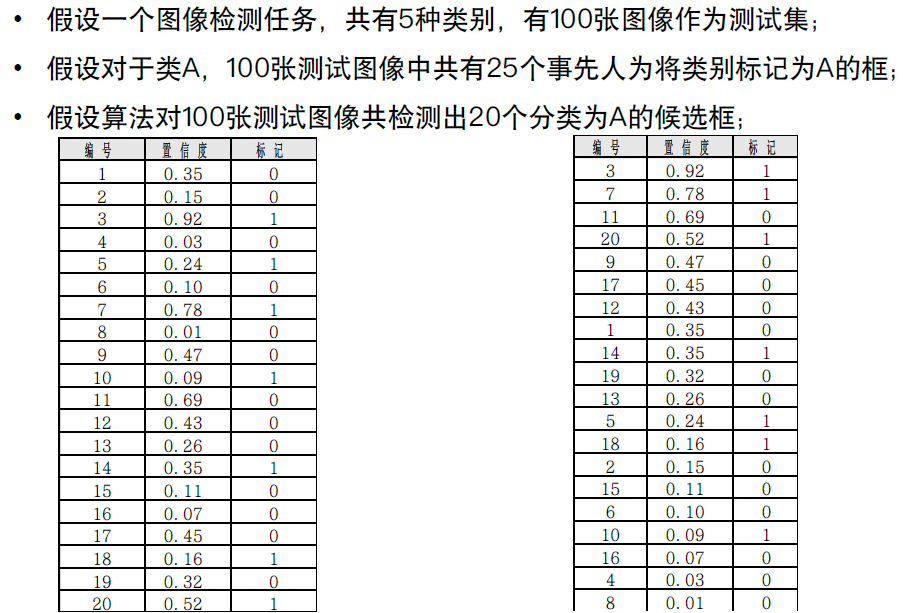 • 假设一个图像检测任务，共有5种类别，有100张图像作为测试集；
• 假设对于类A，100张测试图像中共有25个事先人为将类别标记为A的框；
• 假设算法对100张测试图像共检测出20个分类为A的候选框；
编号 置信度 标记
1 0.35 0
2 0.15 0
3 0.92 1
4 0.03 0
5 0.24 1
6 0.10 0
7 0.78 1
8 0.01 0
9 0.47 0
10 0.09 1
11 0.69 0
12 0.43 0
13 0.26 0
14 0.35 1
15 0.11 0
16 0.07 0
17 0.45 0
18 0.16 1
19 0.32 0
20 0.52 1
编号 置信度 标记
3 0.92 1
7 0.78 1
11 0.69 0
20 0.52 1
9 0.47 0
17 0.45 0
12 0.43 0
1 0.35 0
14 0.35 1
19 0.32 0
13 0.26 0
5 0.24 1
18 0.16 1
2 0.15 0
15 0.11 0
6 0.10 0
10 0.09 1
16 0.07 0
4 0.03 0
8 0.01 0